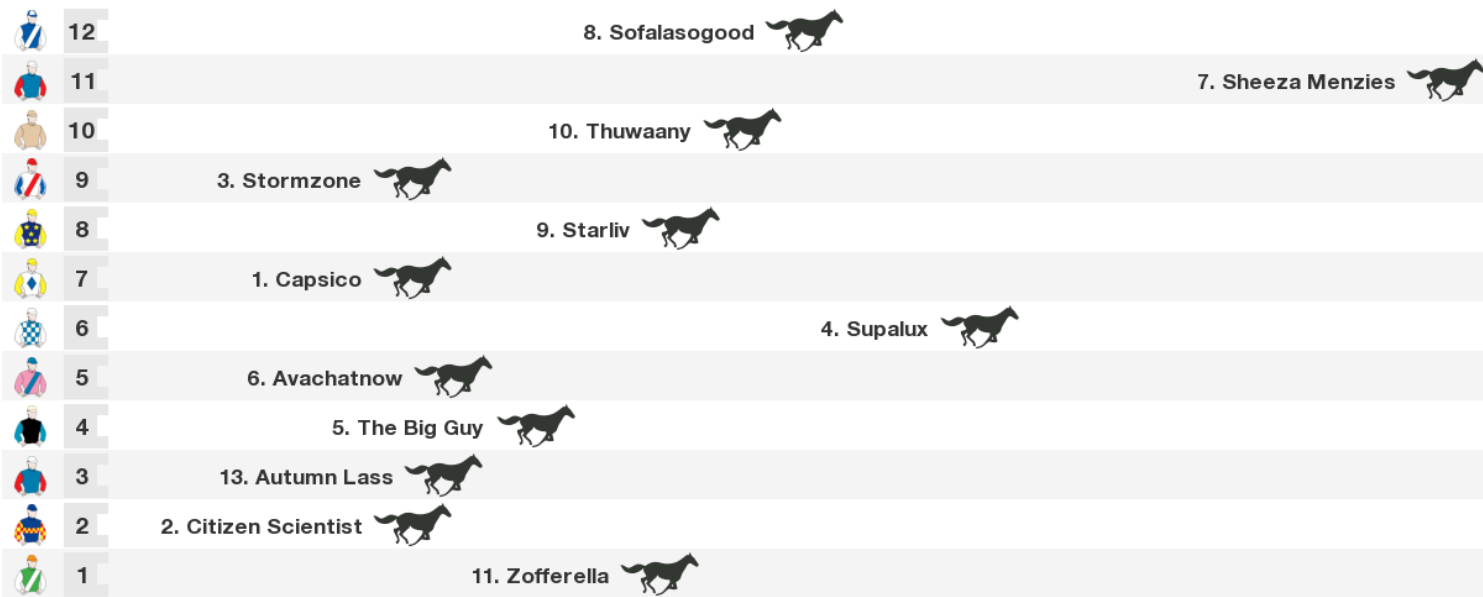 12 8. Sofalasogood
11 7. Sheeza Menzies
10 10. Thuwaany
9 3. Stormzone
8 9. Starliv
7 1. Capsico
6 4. Supalux
5 6. Avachatnow
4 5. The Big Guy
3 13. Autumn Lass
2 2. Citizen Scientist
1 11. Zofferella